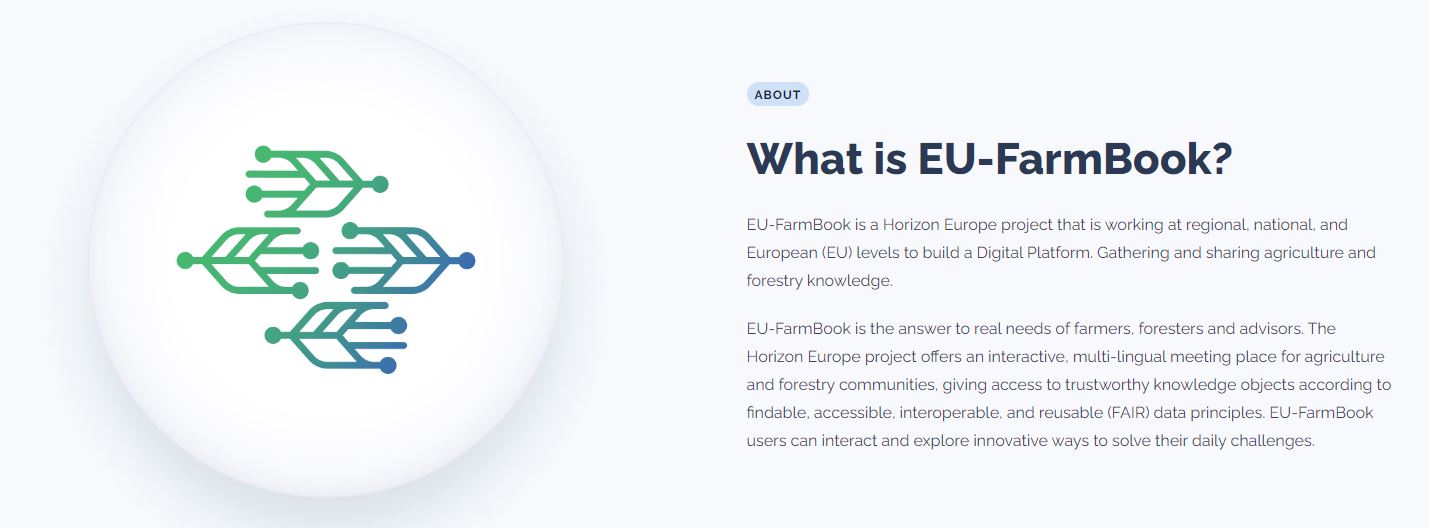 ABOUT
What is EU-FarmBook?
EU-FarmBook is a Horizon Europe project that is working at regional, national, and
European (EU) levels to build a Digital Platform. Gathering and sharing agriculture and
forestry knowledge.
EU-FarmBook is the answer to real needs of farmers, foresters and advisors. The
Horizon Europe project offers an interactive, multi-lingual meeting place for agriculture
and forestry communities, giving access to trustworthy knowledge objects according to
findable, accessible, interoperable, and reusable (FAIR) data principles. EU-FarmBook
users can interact and explore innovative ways to solve their daily challenges.